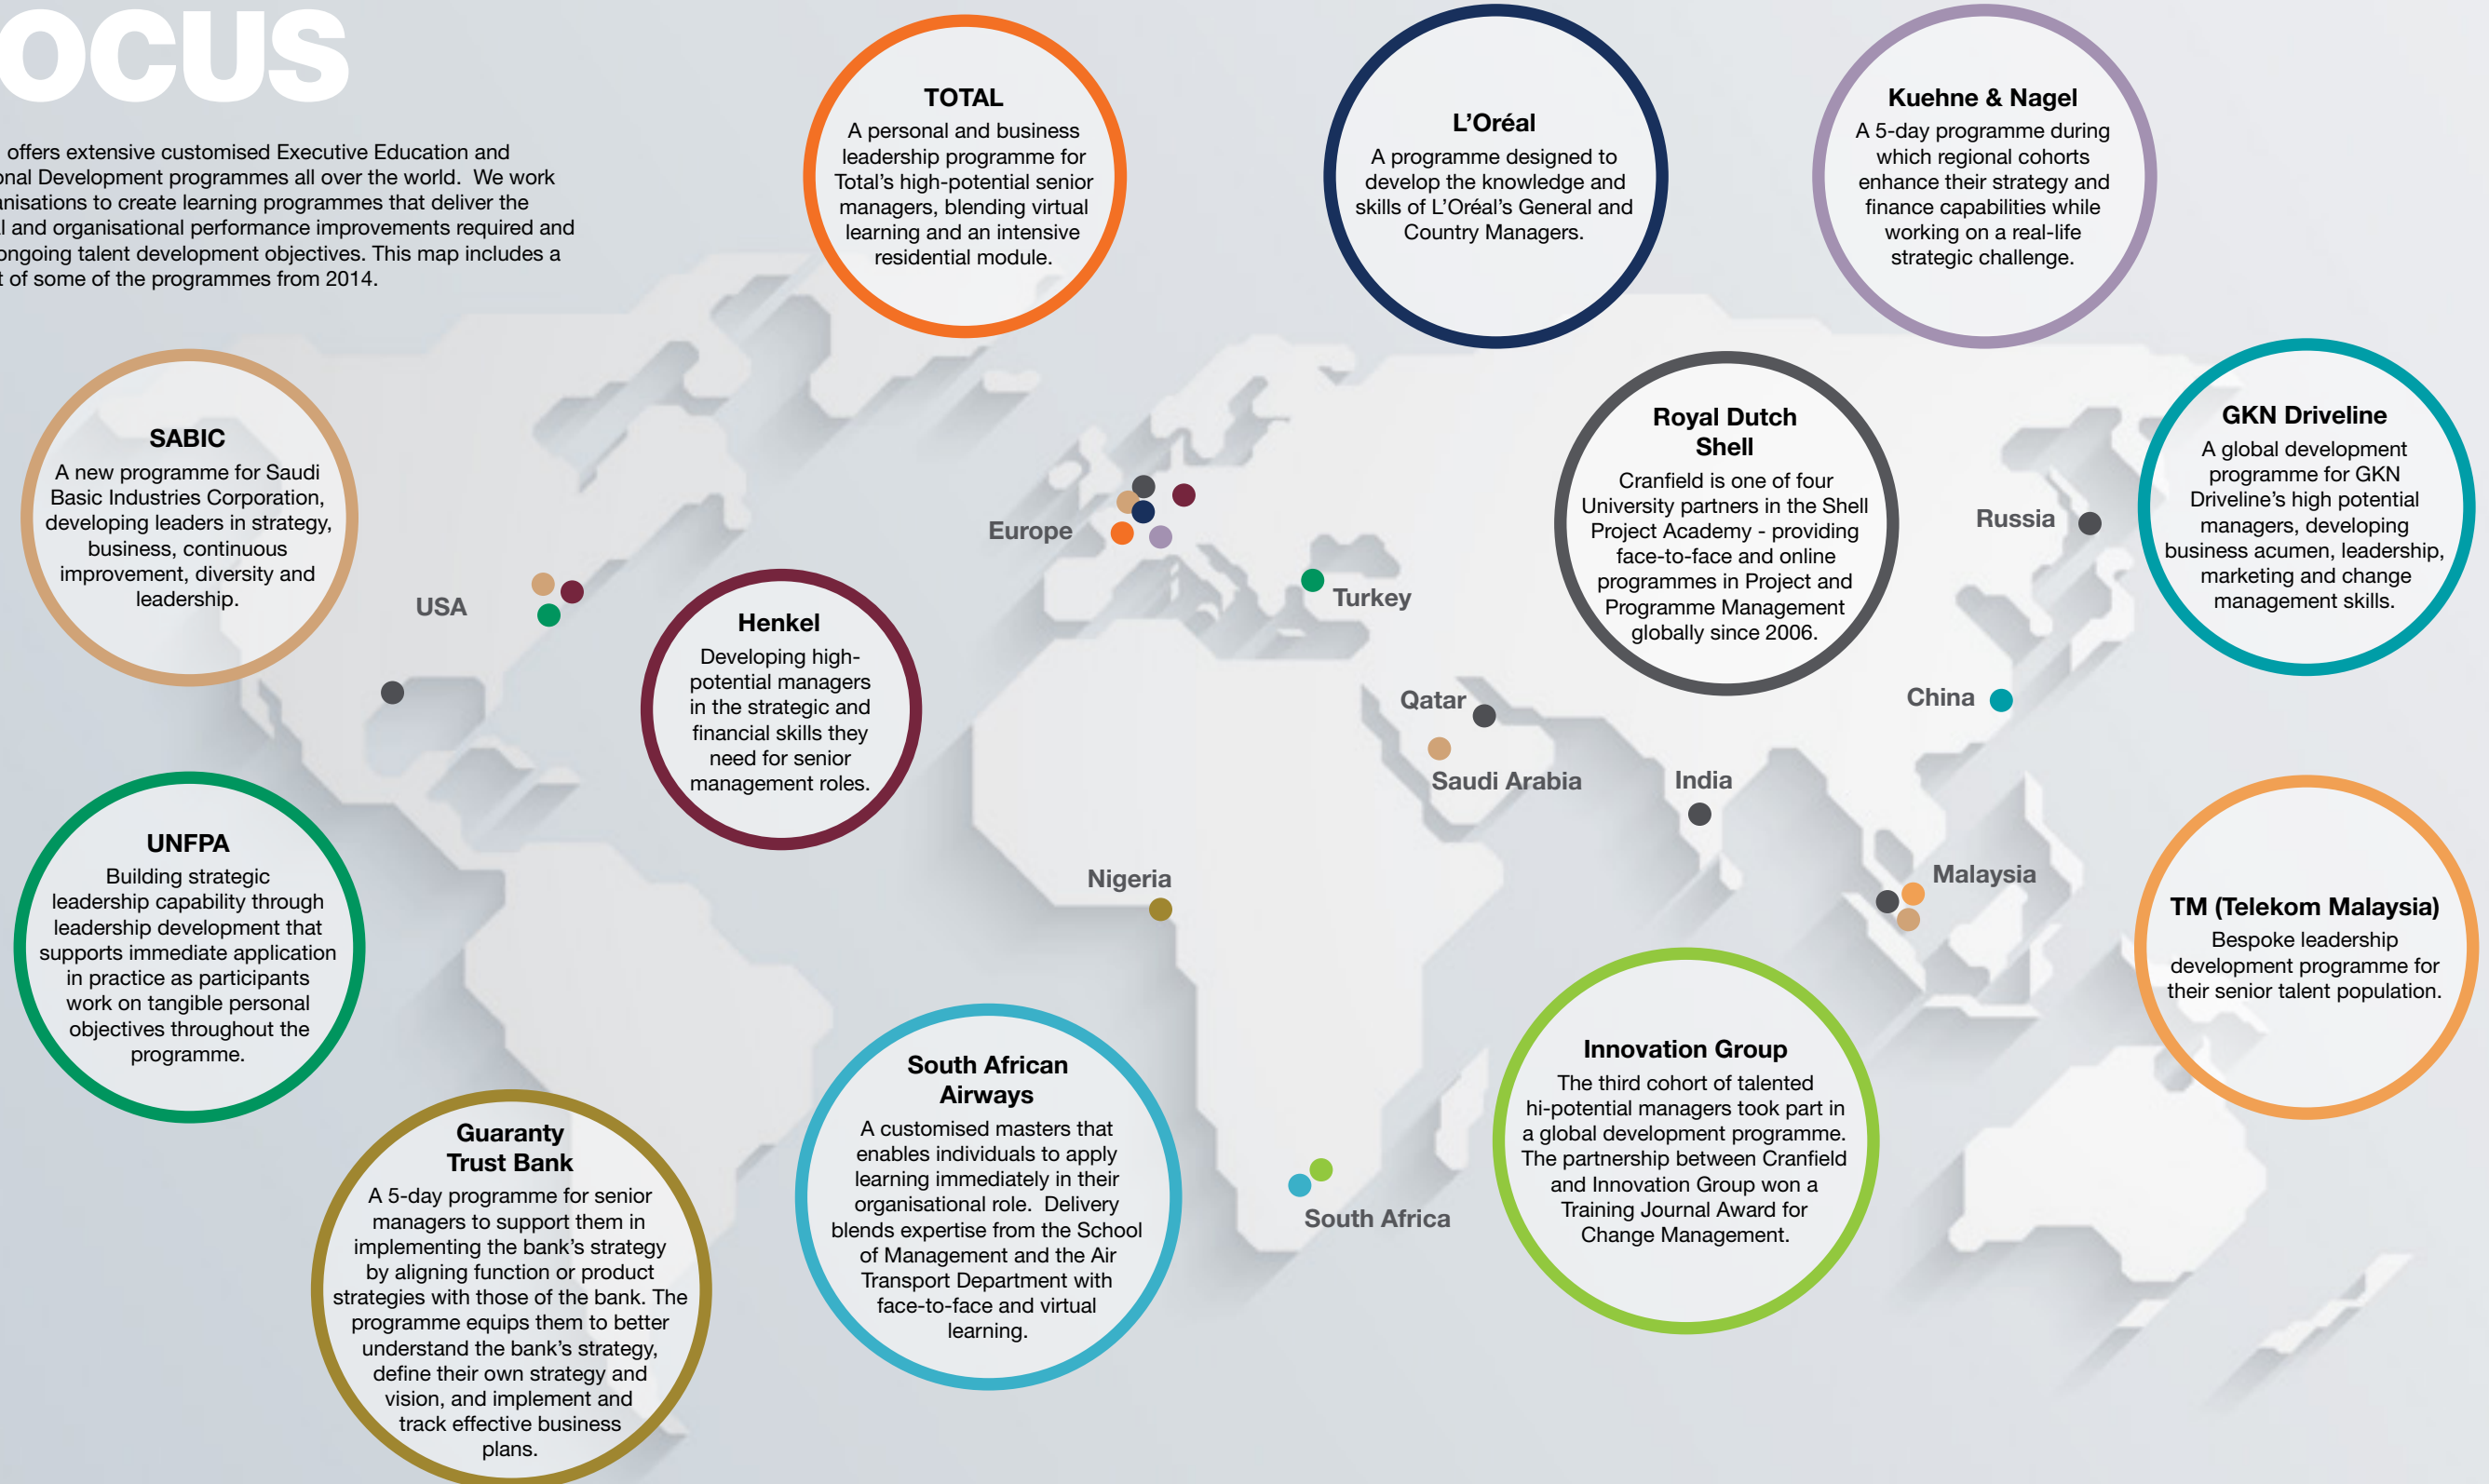 OCUS
offers extensive customised Executive Education and
onal Development programmes all over the world.  We work
anisations to create learning programmes that deliver the
al and organisational performance improvements required and
ongoing talent development objectives. This map includes a
t of some of the programmes from 2014.
TOTAL
A personal and business
leadership programme for
Total’s high-potential senior
managers, blending virtual
learning and an intensive
residential module.
L’Oréal
A programme designed to
develop the knowledge and
skills of L’Oréal’s General and
Country Managers.
Kuehne & Nagel
A 5-day programme during
which regional cohorts
enhance their strategy and
finance capabilities while
working on a real-life
strategic challenge.
SABIC
A new programme for Saudi
Basic Industries Corporation,
developing leaders in strategy,
business, continuous
improvement, diversity and
leadership.
USA
Henkel
Developing high-
potential managers
in the strategic and
financial skills they
need for senior
management roles.
Europe
Turkey
Royal Dutch
Shell
Cranfield is one of four
University partners in the Shell
Project Academy - providing
face-to-face and online
programmes in Project and
Programme Management
globally since 2006.
Russia
GKN Driveline
A global development
programme for GKN
Driveline’s high potential
managers, developing
business acumen, leadership,
marketing and change
management skills.
Qatar
Saudi Arabia
India
China
Malaysia
Nigeria
UNFPA
Building strategic
leadership capability through
leadership development that
supports immediate application
in practice as participants
work on tangible personal
objectives throughout the
programme.
TM (Telekom Malaysia)
Bespoke leadership
development programme for
their senior talent population.
Guaranty
Trust Bank
A 5-day programme for senior
managers to support them in
implementing the bank’s strategy
by aligning function or product
strategies with those of the bank. The
programme equips them to better
understand the bank’s strategy,
define their own strategy and
vision, and implement and
track effective business
plans.
South African
Airways
A customised masters that
enables individuals to apply
learning immediately in their
organisational role.  Delivery
blends expertise from the School
of Management and the Air
Transport Department with
face-to-face and virtual
learning.
South Africa
Innovation Group
The third cohort of talented
hi-potential managers took part in
a global development programme.
The partnership between Cranfield
and Innovation Group won a
Training Journal Award for
Change Management.